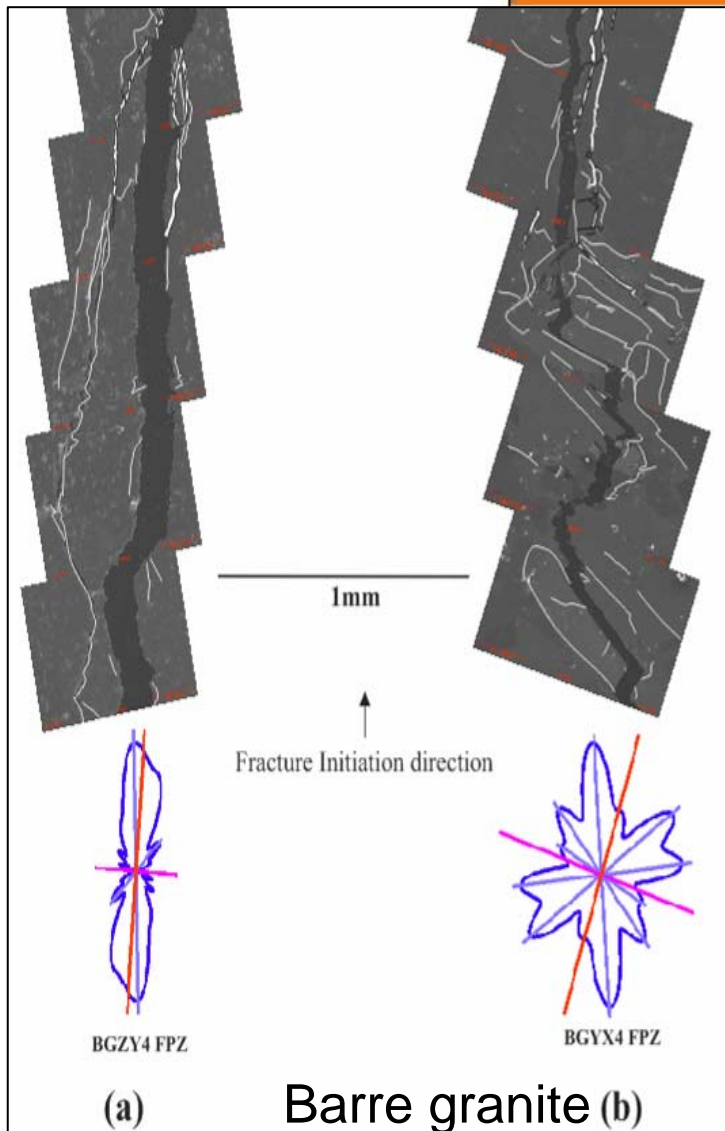 1mm
Fracture Initiation direction
BGZY4 FPZ
BGYX4 FPZ
(a)
Barre granite (b)